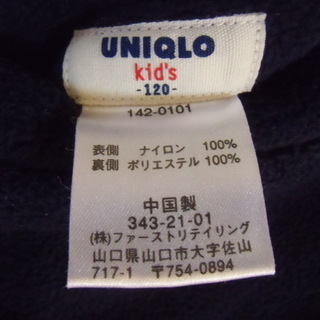 UNIQLO
kid's
-120-
142-0101
表側 ナイロン 100%
裏側 ポリエステル 100%
中国製
343-21-01
(株)ファーストリテイリング
山口県山口市大字佐山
717-1 〒754-0894